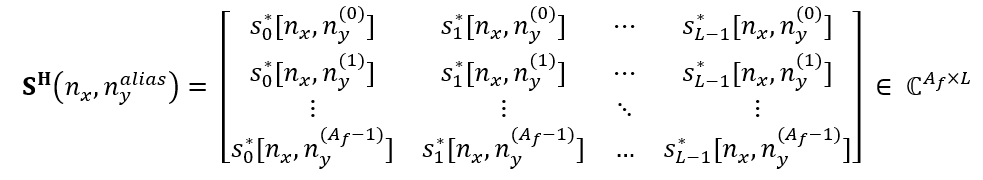 𝐒ᴴ(n_x, n_y^{alias}) = [ s_0^*[n_x, n_y^{(0)}] s_1^*[n_x, n_y^{(0)}] ⋯ s_{L−1}^*[n_x, n_y^{(0)}]
s_0^*[n_x, n_y^{(1)}] s_1^*[n_x, n_y^{(1)}] ⋯ s_{L−1}^*[n_x, n_y^{(1)}]
⋮ ⋮ ⋱ ⋮
s_0^*[n_x, n_y^{(A_f−1)}] s_1^*[n_x, n_y^{(A_f−1)}] … s_{L−1}^*[n_x, n_y^{(A_f−1)}] ] ∈ ℂ^{A_f×L}